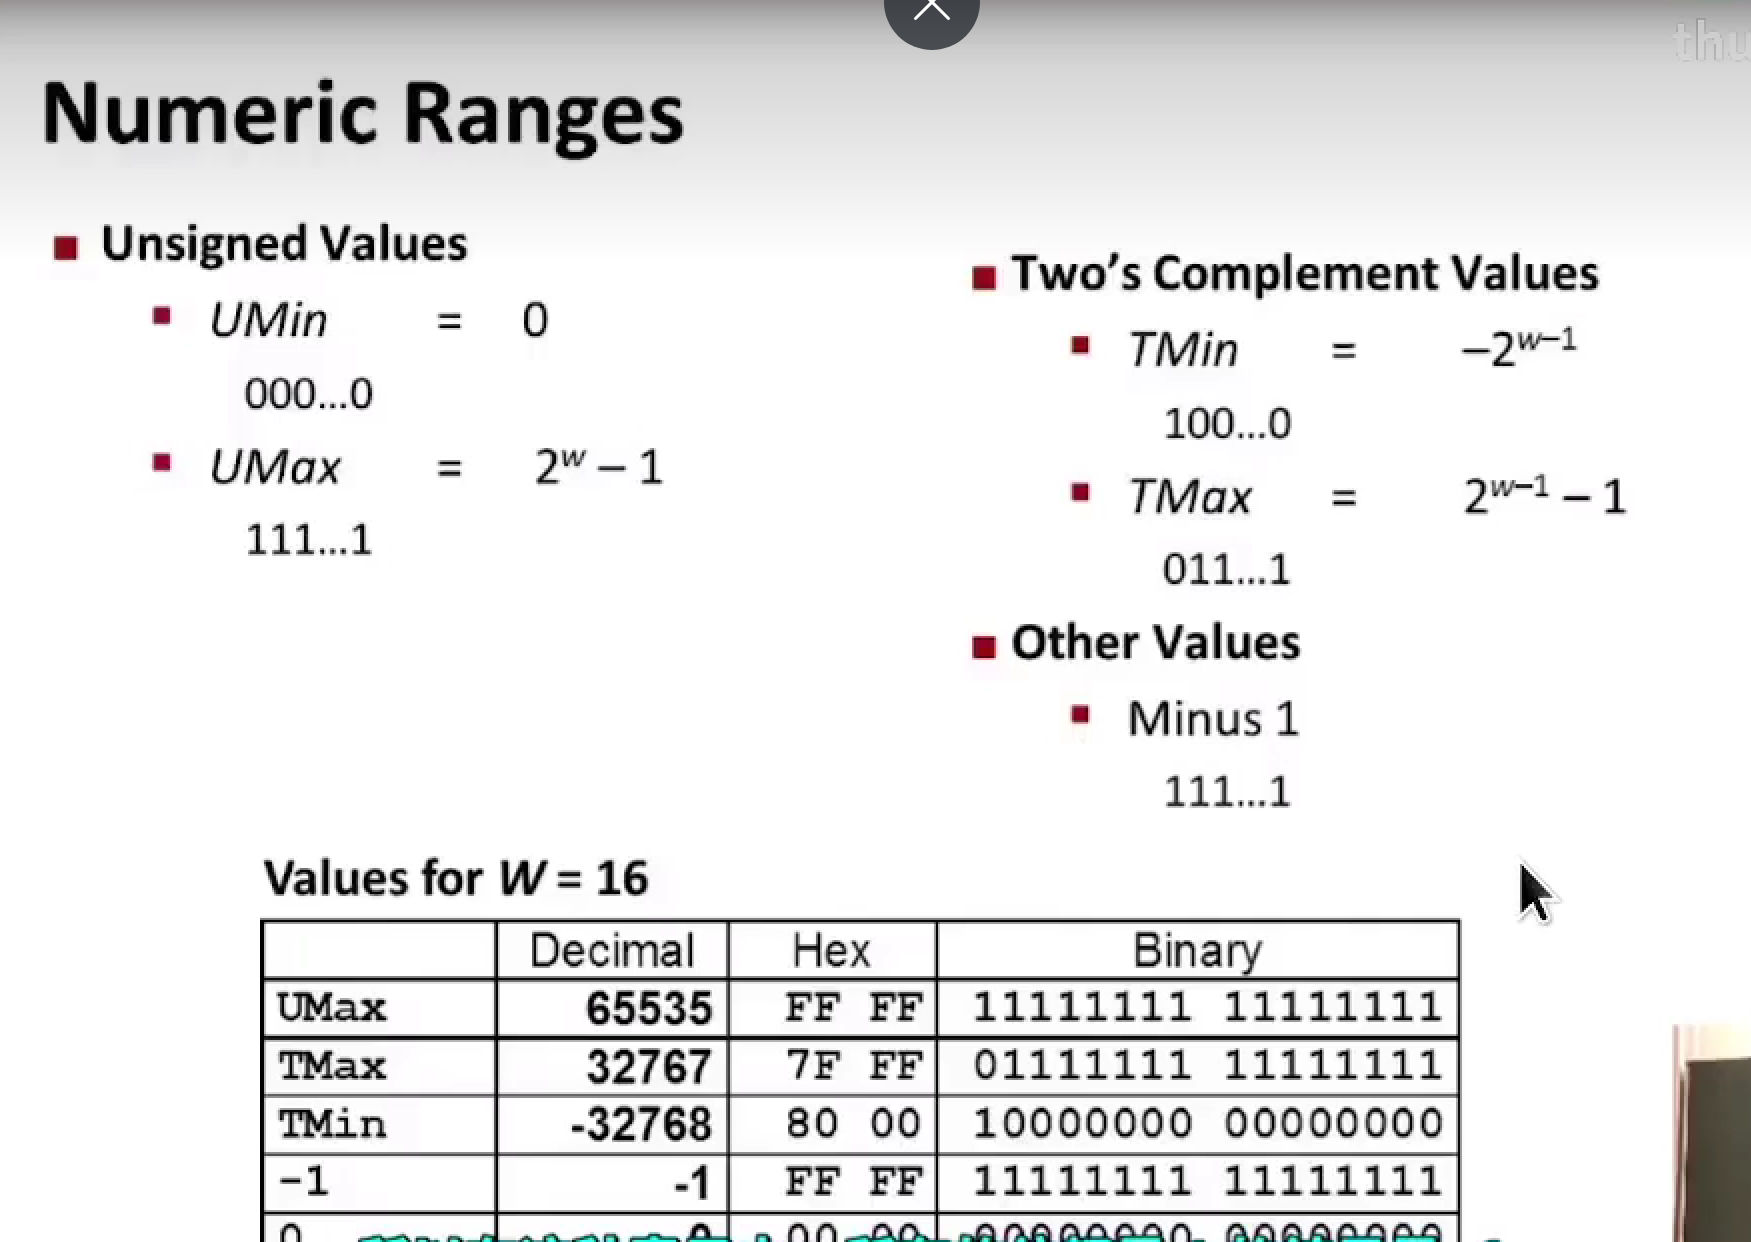 thu
Numeric Ranges
■ Unsigned Values
▪ UMin = 0
000…0
▪ UMax = 2^w – 1
111…1
■ Two's Complement Values
▪ TMin = –2^w–1
100…0
▪ TMax = 2^w–1 – 1
011…1
■ Other Values
▪ Minus 1
111…1
Values for W = 16
Decimal Hex Binary
UMax 65535 FF FF 11111111 11111111
TMax 32767 7F FF 01111111 11111111
TMin -32768 80 00 10000000 00000000
-1 -1 FF FF 11111111 11111111
0 0 00 00 00000000 00000000